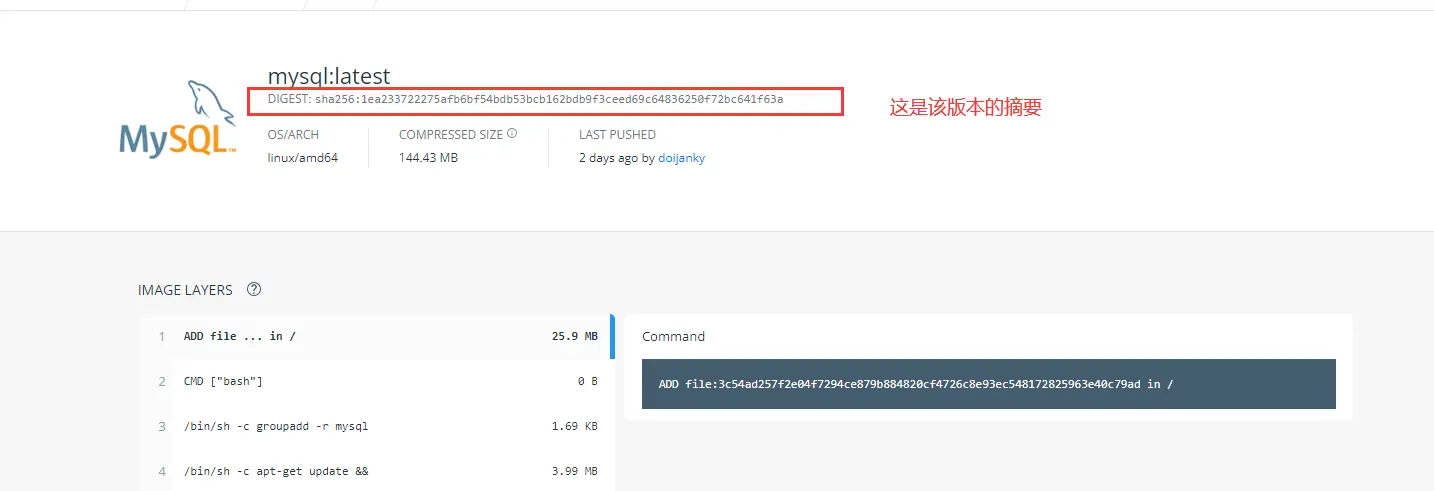 mysql:latest
DIGEST: sha256:1ea233722275afb6bf54bdb53bcb162bdb9f3ceed69c64836250f72bc641f63a
这是该版本的摘要
MySQL™
OS/ARCH
linux/amd64
COMPRESSED SIZE
144.43 MB
LAST PUSHED
2 days ago by doijanky
IMAGE LAYERS ?
1 ADD file ... in / 25.9 MB
2 CMD ["bash"] 0 B
3 /bin/sh -c groupadd -r mysql 1.69 KB
4 /bin/sh -c apt-get update && 3.99 MB
Command
ADD file:3c54ad257f2e04f7294ce879b884820cf4726c8e93ec548172825963e40c79ad in /